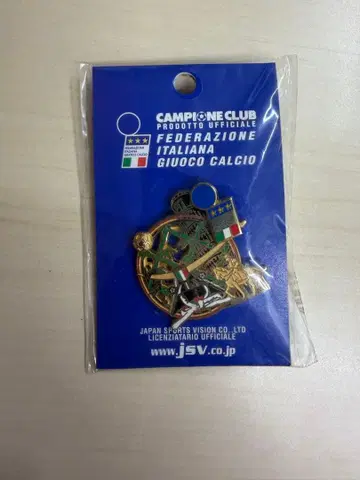 CAMPIONE CLUB
PRODOTTO UFFICIALE
FEDERAZIONE
ITALIANA
GIUOCO CALCIO
JAPAN SPORTS VISION CO.,LTD
LICENZIATARIO UFFICIALE
www.jsv.co.jp